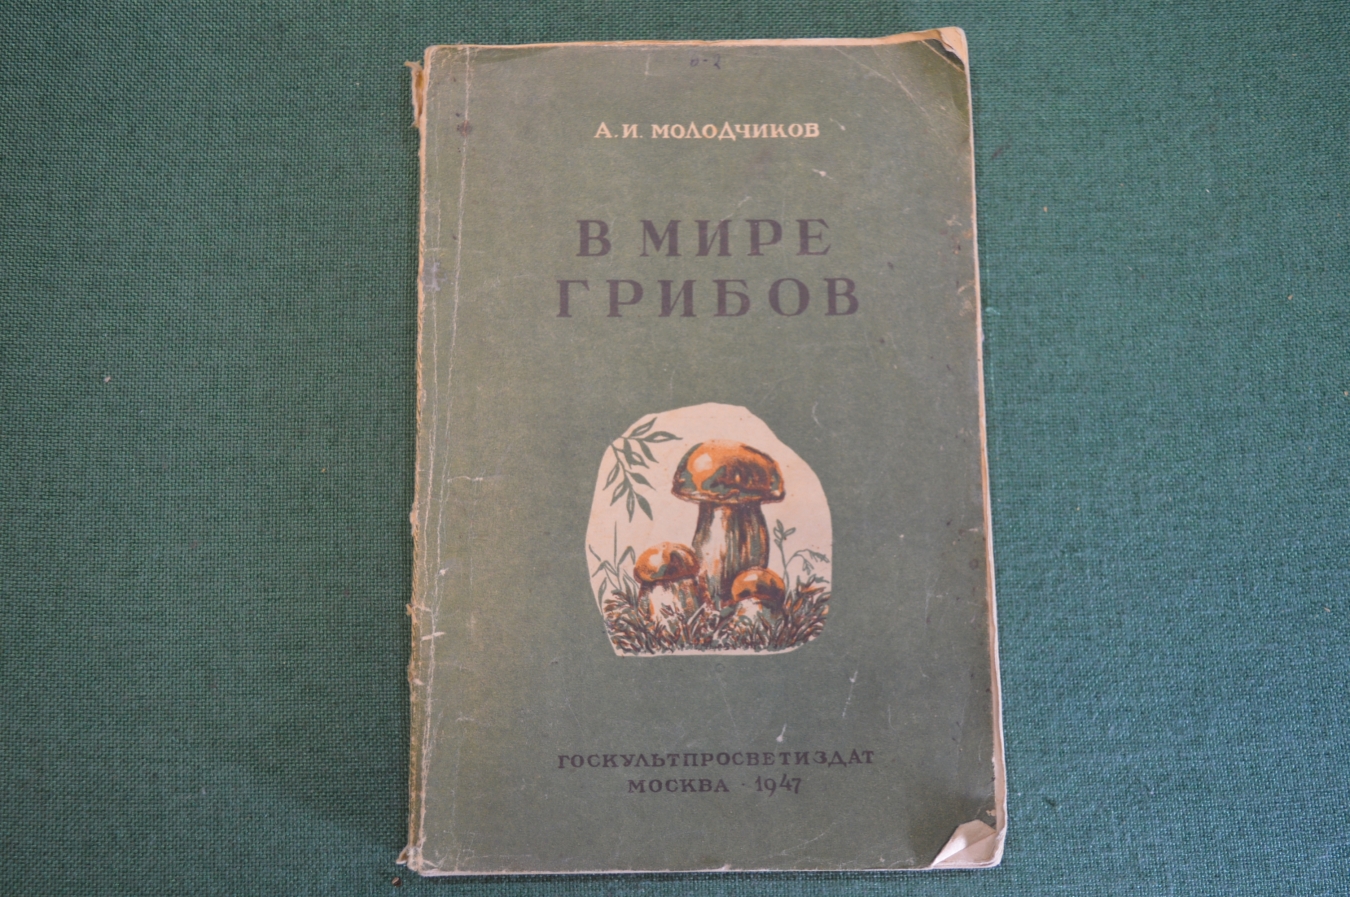 А. И. МОЛОДЧИКОВ
В МИРЕ
ГРИБОВ
ГОСКУЛЬТПРОСВЕТИЗДАТ
МОСКВА · 1947